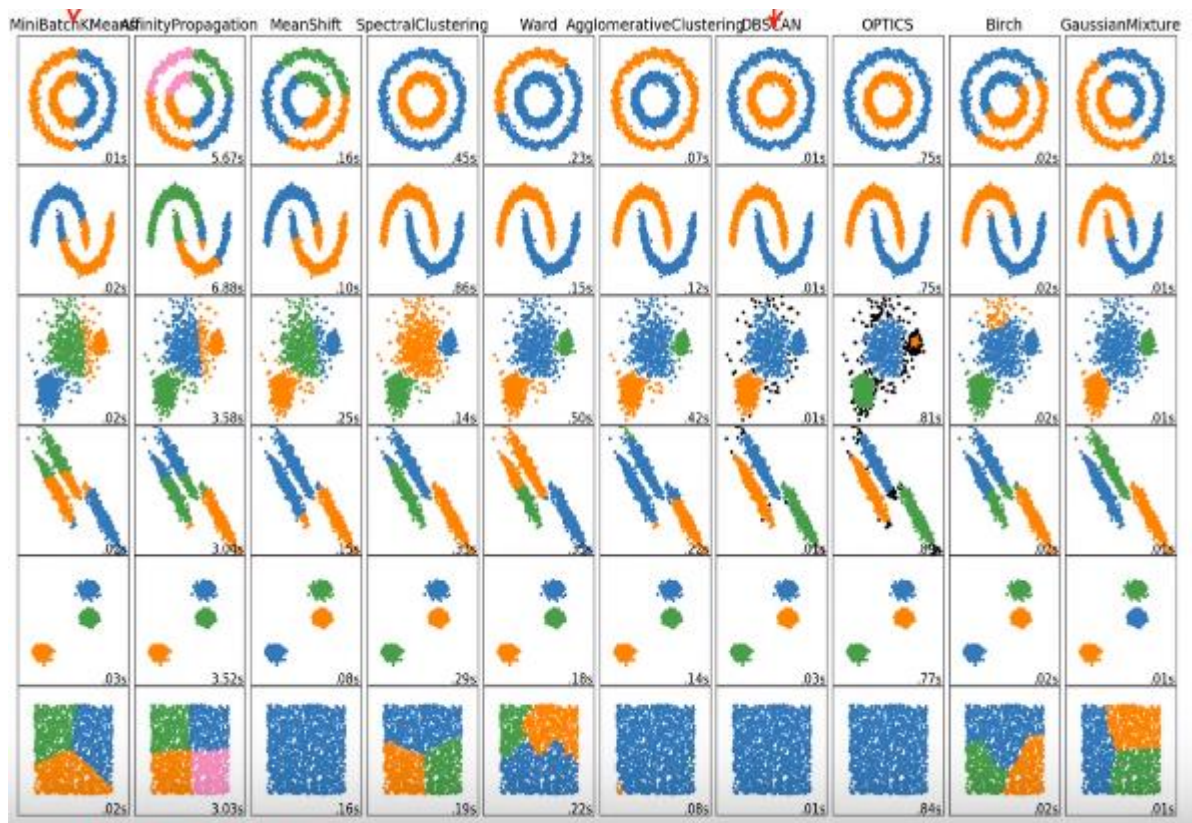 MiniBatchKMeans AffinityPropagation MeanShift SpectralClustering Ward AgglomerativeClustering DBSCAN OPTICS Birch GaussianMixture
.01s 5.67s .16s .45s .23s .07s .01s .75s .02s .01s
.02s 6.88s .10s .86s .15s .12s .01s .75s .02s .01s
.02s 3.58s .25s .14s .50s .42s .01s .81s .02s .01s
.02s 3.04s .01s .02s .01s
.03s 3.52s .08s .29s .18s .14s .03s .77s .02s .01s
.02s 3.03s .16s .19s .22s .08s .01s .84s .02s .01s